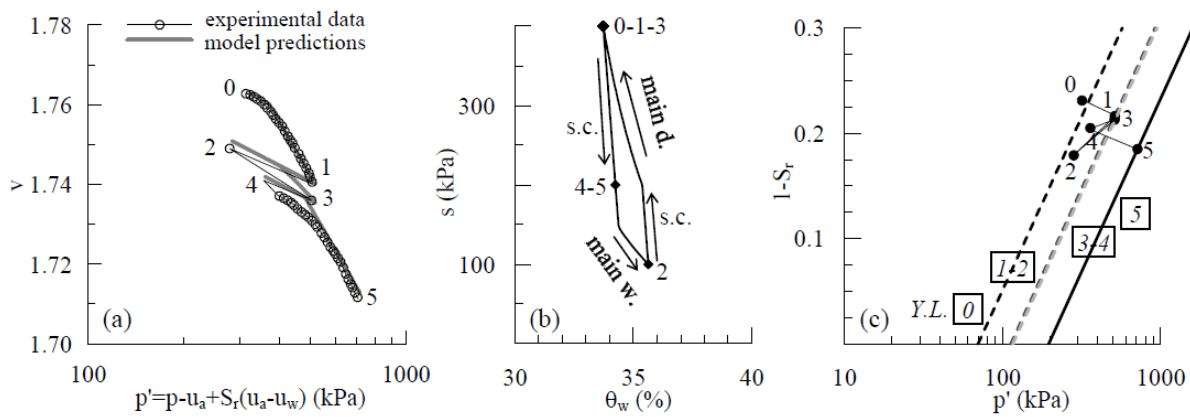 1.78
1.76
1.74
1.72
1.70
v
experimental data
model predictions
0
1
2
3
4
5
(a)
100
1000
p'=p-uₐ+Sᵣ(uₐ-u_w) (kPa)
300
100
s (kPa)
0-1-3
s.c.
main d.
4-5
s.c.
main w.
2
(b)
30
35
40
θ_w (%)
0.3
0.2
0.1
1-Sᵣ
0
1
3
4
2
5
5
3-4
1-2
Y.L. 0
(c)
10
100
1000
p' (kPa)